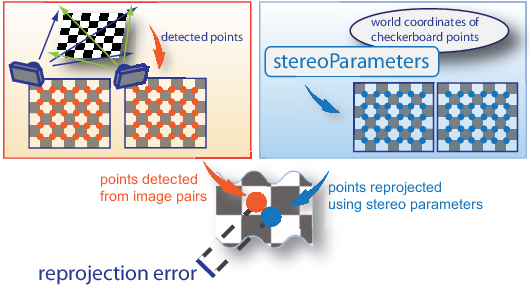 detected points
world coordinates of
checkerboard points
stereoParameters
points detected
from image pairs
points reprojected
using stereo parameters
reprojection error